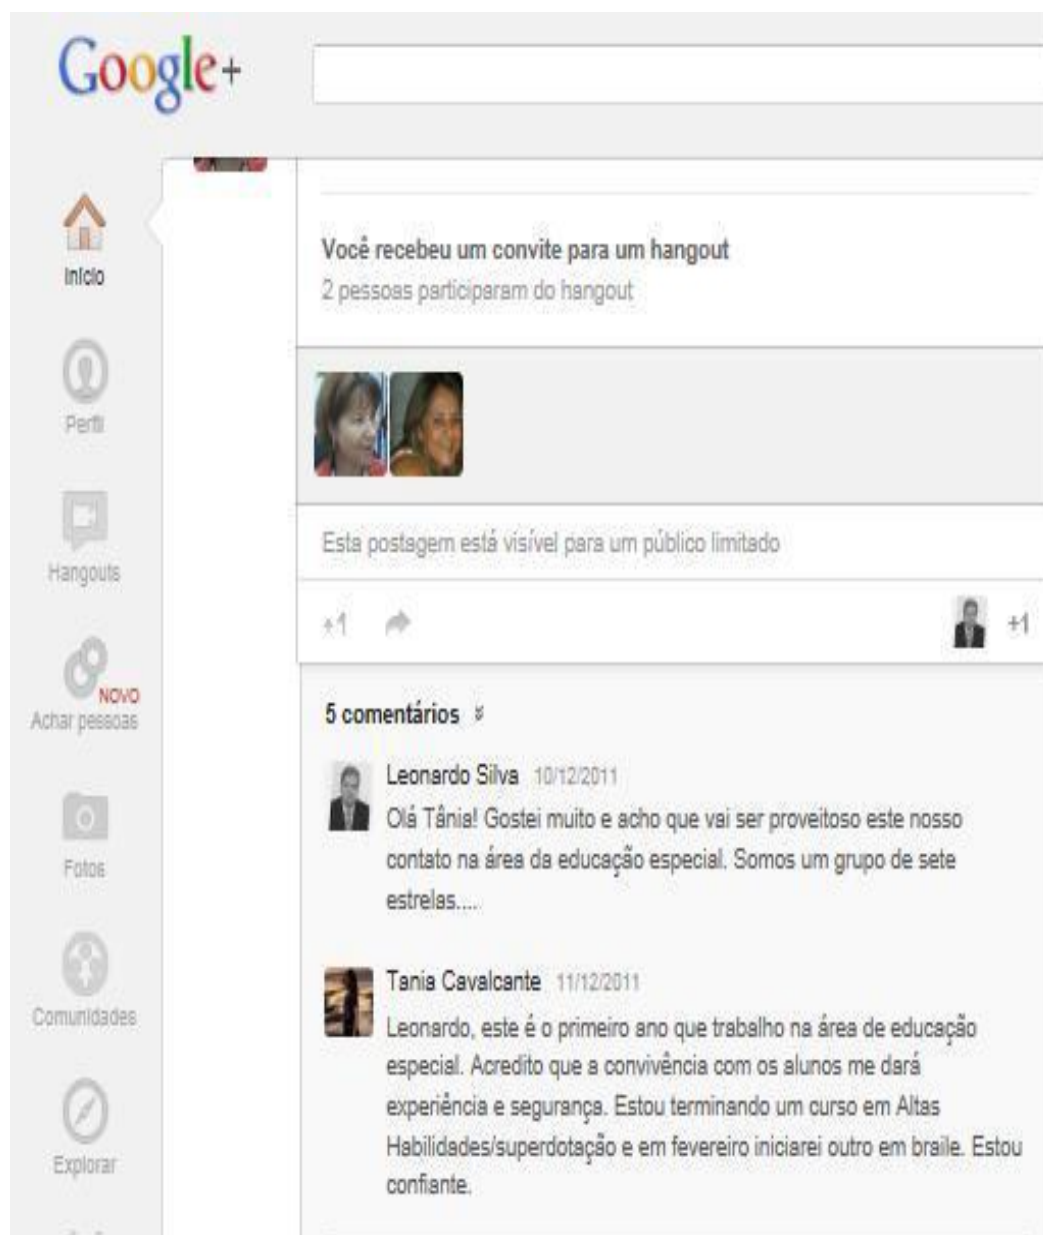 Google+
Início
Perfil
Hangouts
NOVO
Achar pessoas
Fotos
Comunidades
Explorar
Você recebeu um convite para um hangout
2 pessoas participaram do hangout
Esta postagem está visível para um público limitado
+1
+1
5 comentários
Leonardo Silva 10/12/2011
Olá Tânia! Gostei muito e acho que vai ser proveitoso este nosso
contato na área da educação especial. Somos um grupo de sete
estrelas....
Tania Cavalcante 11/12/2011
Leonardo, este é o primeiro ano que trabalho na área de educação
especial. Acredito que a convivência com os alunos me dará
experiência e segurança. Estou terminando um curso em Altas
Habilidades/superdotação e em fevereiro iniciarei outro em braile. Estou
confiante.